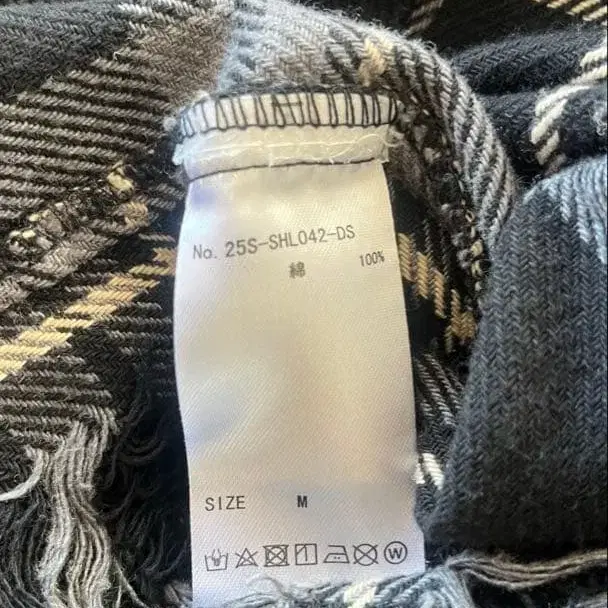 No. 25S-SHL042-DS
綿 100%
SIZE M
W